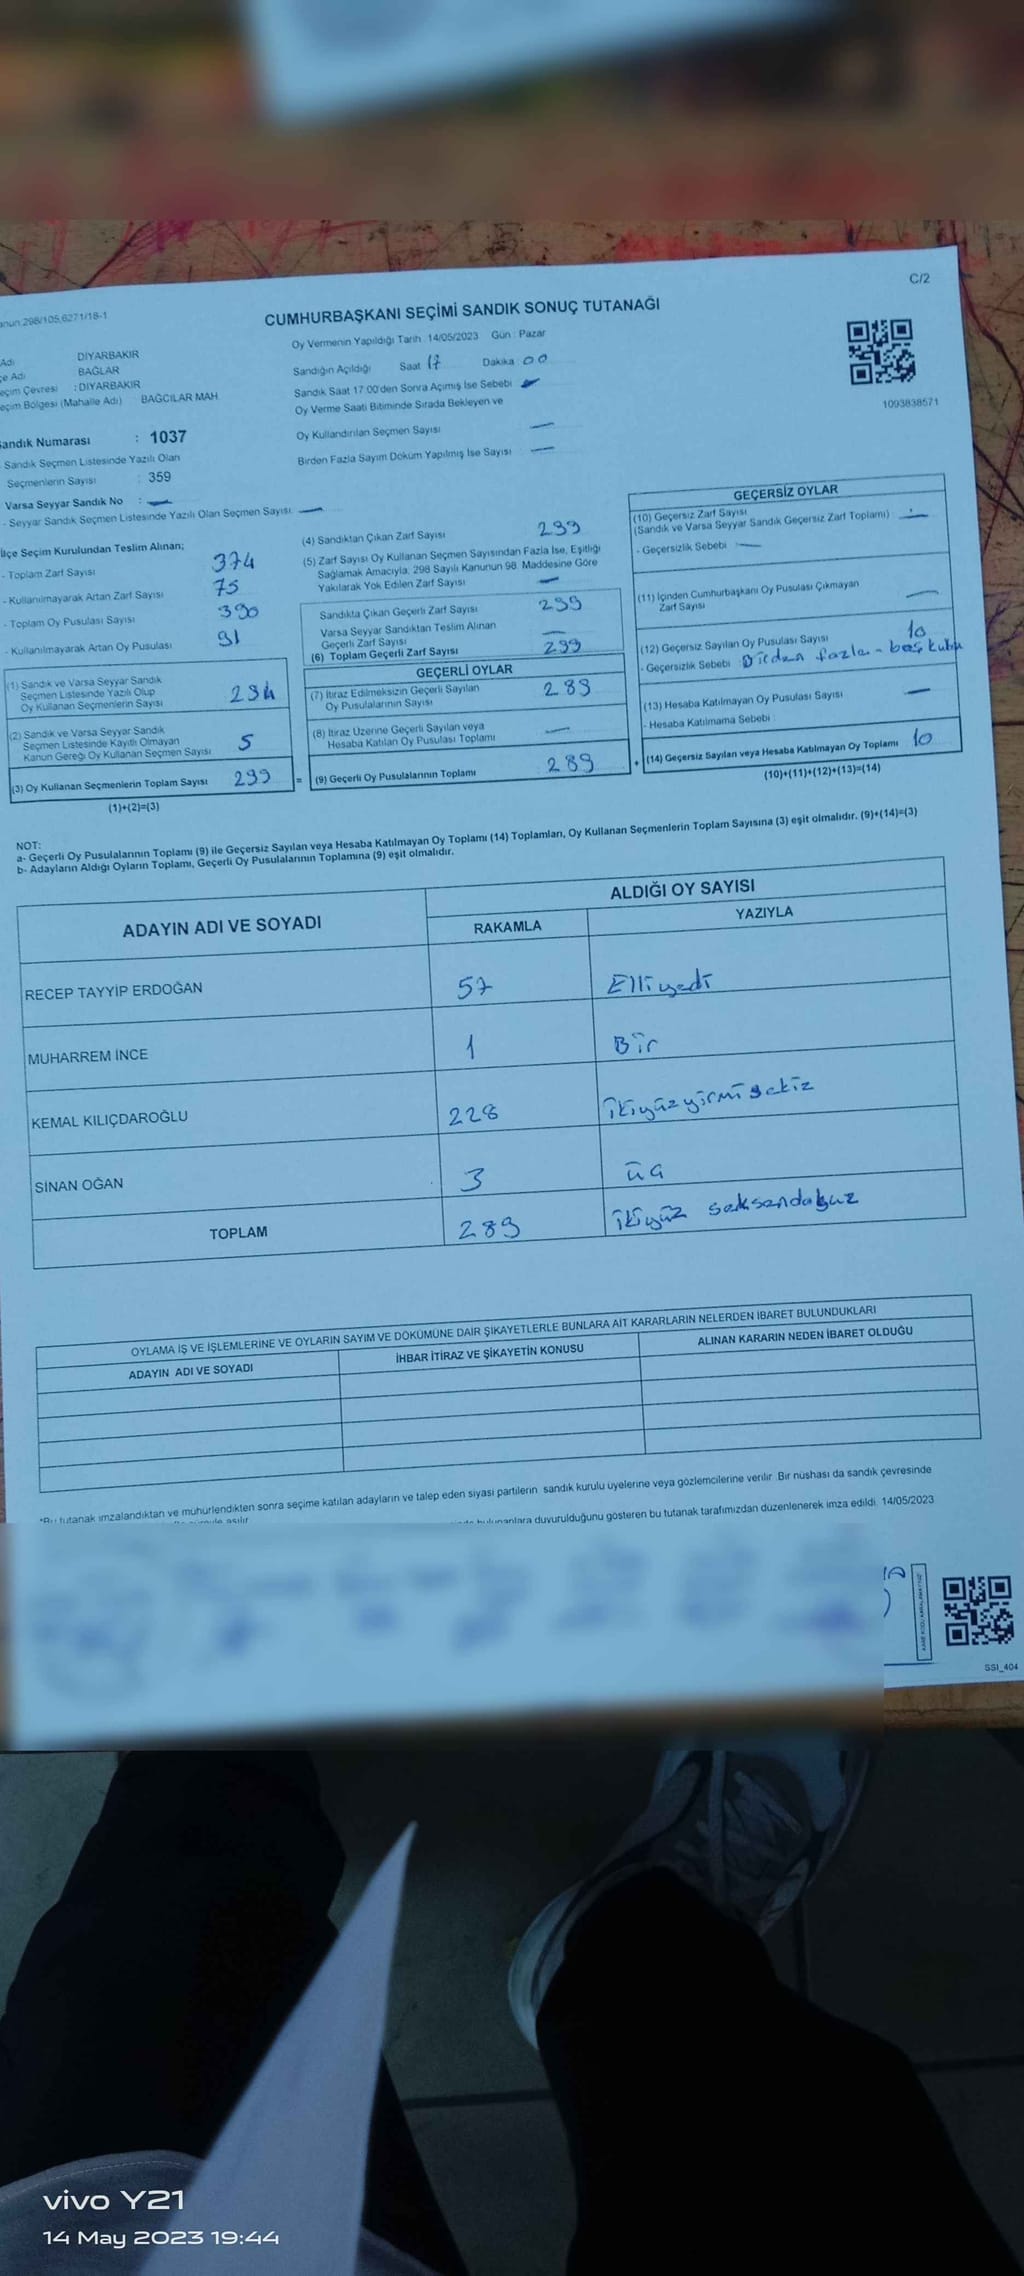 C/2
298/105,6271/18-1
CUMHURBAŞKANI SEÇİMİ SANDIK SONUÇ TUTANAĞI
Adı DİYARBAKIR
Adı BAĞLAR
Seçim Çevresi : DİYARBAKIR
Seçim Bölgesi (Mahalle Adı) BAĞCILAR MAH.
Sandık Numarası : 1037
- Sandık Seçmen Listesinde Yazılı Olan
Seçmenlerin Sayısı : 359
Varsa Seyyar Sandık No : —
- Seyyar Sandık Seçmen Listesinde Yazılı Olan Seçmen Sayısı: —
Oy Vermenin Yapıldığı Tarih :14/05/2023 Gün : Pazar
Sandığın Açıldığı Saat 17 Dakika 00
Sandık Saat 17:00'den Sonra Açımış İse Sebebi —
Oy Verme Saati Bitiminde Sırada Bekleyen ve
Oy Kullandırılan Seçmen Sayısı —
Birden Fazla Sayım Döküm Yapılmış İse Sayısı —
1093838571
İlçe Seçim Kurulundan Teslim Alınan;
- Toplam Zarf Sayısı 374
- Kullanılmayarak Artan Zarf Sayısı 75
- Toplam Oy Pusulası Sayısı 390
- Kullanılmayarak Artan Oy Pusulası 91
(1) Sandık ve Varsa Seyyar Sandık
Seçmen Listesinde Yazılı Olup
Oy Kullanan Seçmenlerin Sayısı 294
(2) Sandık ve Varsa Seyyar Sandık
Seçmen Listesinde Kayıtlı Olmayan
Kanun Gereği Oy Kullanan Seçmen Sayısı 5
(3) Oy Kullanan Seçmenlerin Toplam Sayısı 299 =
(1)+(2)=(3)
(4) Sandıktan Çıkan Zarf Sayısı 299
(5) Zarf Sayısı Oy Kullanan Seçmen Sayısından Fazla İse, Eşitliği
Sağlamak Amacıyla, 298 Sayılı Kanunun 98. Maddesine Göre
Yakılarak Yok Edilen Zarf Sayısı —
Sandıkta Çıkan Geçerli Zarf Sayısı 299
Varsa Seyyar Sandıktan Teslim Alınan
Geçerli Zarf Sayısı —
(6) Toplam Geçerli Zarf Sayısı 299
GEÇERLİ OYLAR
(7) İtiraz Edilmeksizin Geçerli Sayılan
Oy Pusulalarının Sayısı 289
(8) İtiraz Üzerine Geçerli Sayılan veya
Hesaba Katılan Oy Pusulası Toplamı —
(9) Geçerli Oy Pusulalarının Toplamı 289 +
GEÇERSİZ OYLAR
(10) Geçersiz Zarf Sayısı
(Sandık ve Varsa Seyyar Sandık Geçersiz Zarf Toplamı) —
- Geçersizlik Sebebi —
(11) İçinden Cumhurbaşkanı Oy Pusulası Çıkmayan
Zarf Sayısı —
(12) Geçersiz Sayılan Oy Pusulası Sayısı 10
- Geçersizlik Sebebi Birden fazla-
(13) Hesaba Katılmayan Oy Pusulası Sayısı —
- Hesaba Katılmama Sebebi :
(14) Geçersiz Sayılan veya Hesaba Katılmayan Oy Toplamı 10
(10)+(11)+(12)+(13)=(14)
NOT:
a- Geçerli Oy Pusulalarının Toplamı (9) ile Geçersiz Sayılan veya Hesaba Katılmayan Oy Toplamı (14) Toplamları, Oy Kullanan Seçmenlerin Toplam Sayısına (3) eşit olmalıdır. (9)+(14)=(3)
b- Adayların Aldığı Oyların Toplamı, Geçerli Oy Pusulalarının Toplamına (9) eşit olmalıdır.
ADAYIN ADI VE SOYADI ALDIĞI OY SAYISI
RAKAMLA YAZIYLA
RECEP TAYYİP ERDOĞAN 57 Elliyedi
MUHARREM İNCE 1 Bir
KEMAL KILIÇDAROĞLU 228 ikiyüzyirmisekiz
SİNAN OĞAN 3 üç
TOPLAM 289 ikiyüz seksendokuz
OYLAMA İŞ VE İŞLEMLERİNE VE OYLARIN SAYIM VE DÖKÜMÜNE DAİR ŞİKAYETLERLE BUNLARA AİT KARARLARIN NELERDEN İBARET BULUNDUKLARI
ADAYIN ADI VE SOYADI İHBAR İTİRAZ VE ŞİKAYETİN KONUSU ALINAN KARARIN NEDEN İBARET OLDUĞU
*Bu tutanak imzalandıktan ve mühürlendikten sonra seçime katılan adayların ve talep eden siyasi partilerin sandık kurulu üyelerine veya gözlemcilerine verilir. Bir nüshası da sandık çevresinde
asılır.
duyurulduğunu gösteren bu tutanak tarafımızdan düzenlenerek imza edildi. 14/05/2023
SSI_404
vivo Y21
14 May 2023 19:44